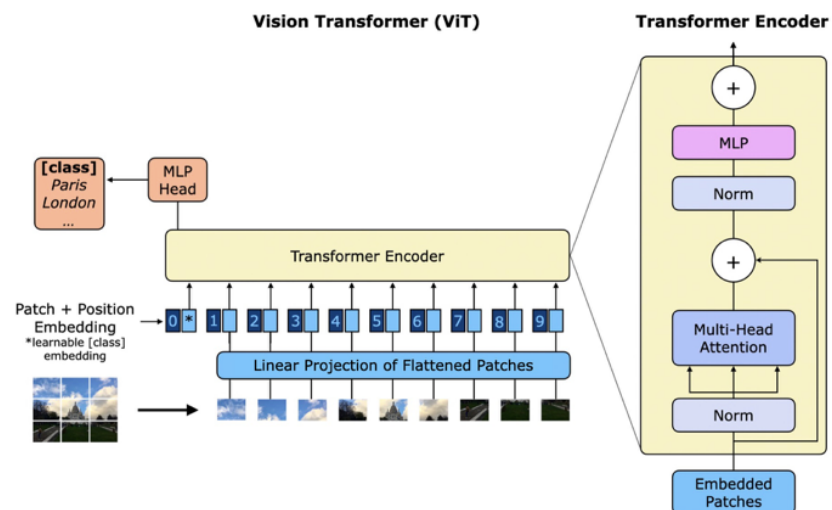 Vision Transformer (ViT)
Transformer Encoder
[class]
Paris
London
...
MLP
Head
Transformer Encoder
Patch + Position
Embedding
*learnable [class]
embedding
0 * 1 2 3 4 5 6 7 8 9
Linear Projection of Flattened Patches
+
MLP
Norm
+
Multi-Head
Attention
Norm
Embedded
Patches